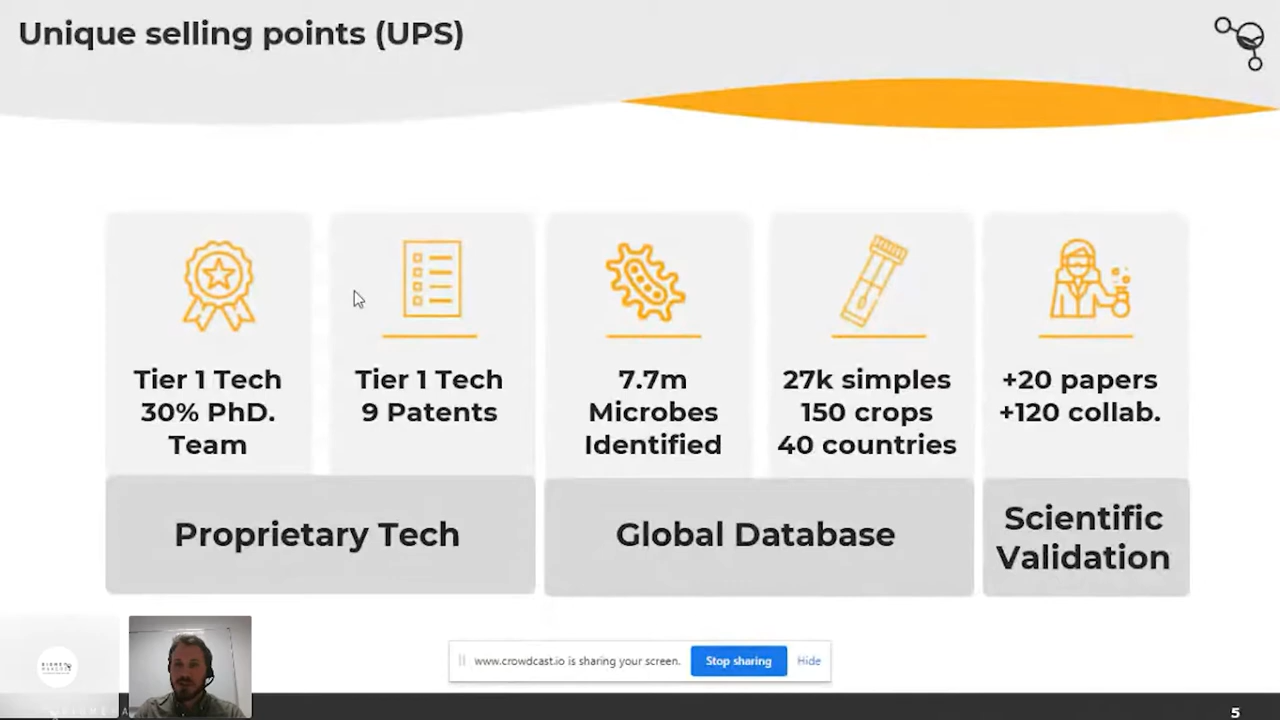 Unique selling points (UPS)
Tier 1 Tech
30% PhD.
Team
Tier 1 Tech
9 Patents
7.7m
Microbes
Identified
27k simples
150 crops
40 countries
+20 papers
+120 collab.
Proprietary Tech
Global Database
Scientific
Validation
www.crowdcast.io is sharing your screen.
Stop sharing
Hide
5